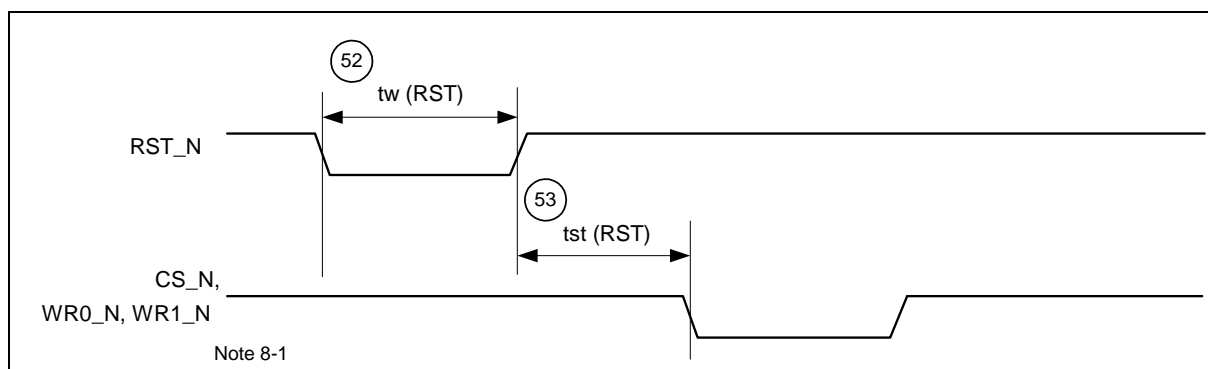 52
tw (RST)
RST_N
53
tst (RST)
CS_N,
WR0_N, WR1_N
Note 8-1